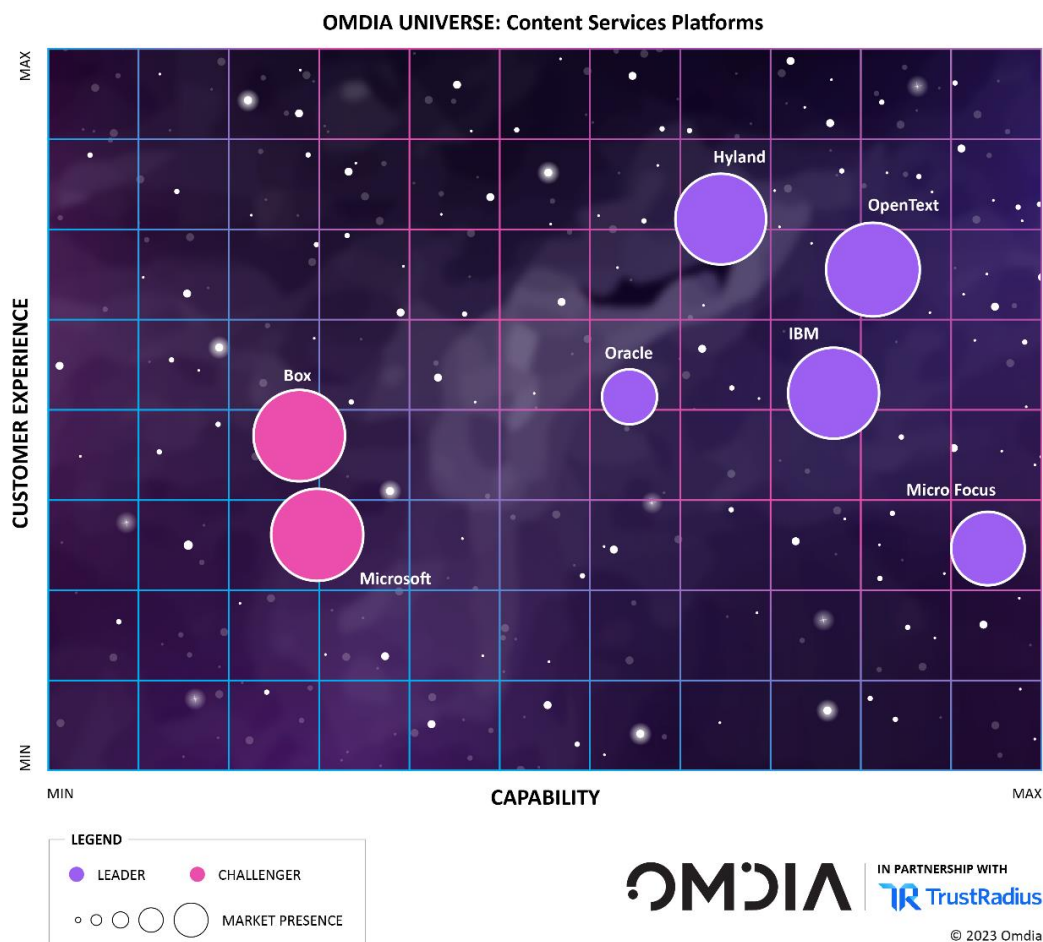 OMDIA UNIVERSE: Content Services Platforms
MAX
CUSTOMER EXPERIENCE
MIN
Hyland
OpenText
IBM
Oracle
Box
Micro Focus
Microsoft
MIN
CAPABILITY
MAX
LEGEND
LEADER
CHALLENGER
MARKET PRESENCE
OMDIA
IN PARTNERSHIP WITH
TR TrustRadius
© 2023 Omdia